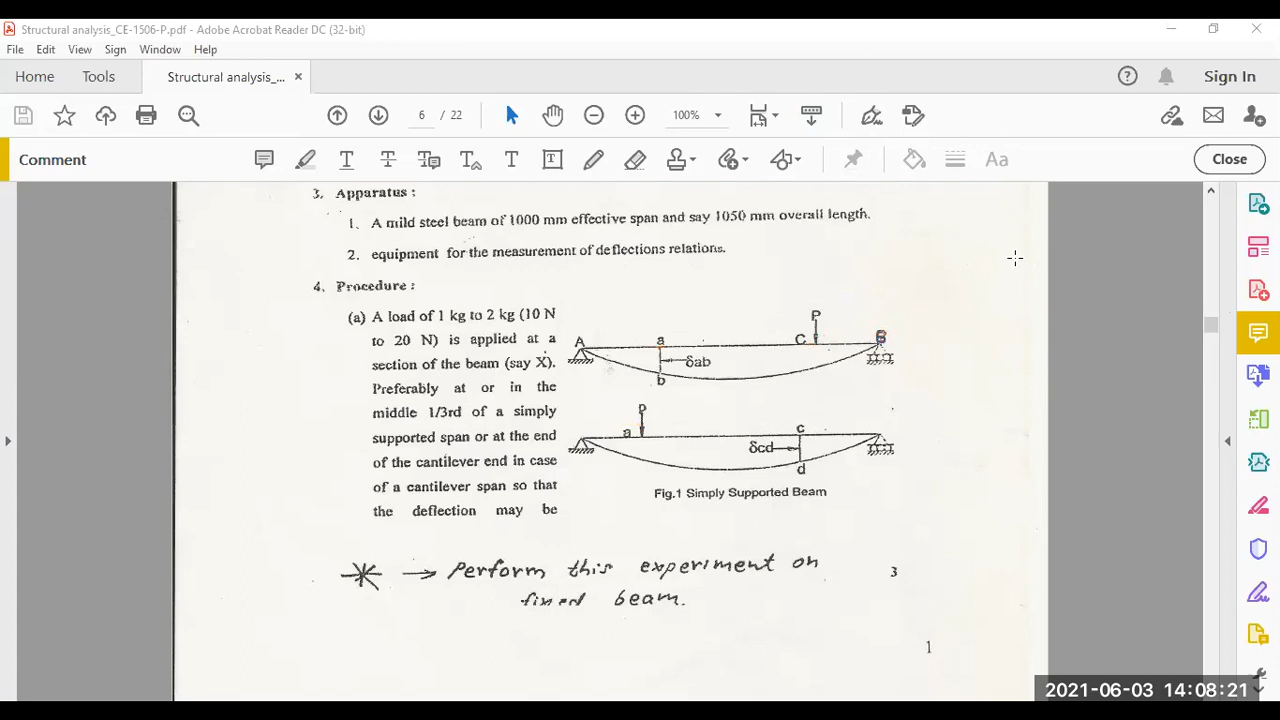 Structural analysis_CE-1506-P.pdf - Adobe Acrobat Reader DC (32-bit)
File Edit View Sign Window Help
Home Tools Structural analysis_... × Sign In
6 / 22 100%
Comment Close
3. Apparatus :
1. A mild steel beam of 1000 mm effective span and say 1050 mm overall length.
2. equipment for the measurement of deflections relations.
4. Procedure :
(a) A load of 1 kg to 2 kg (10 N
to 20 N) is applied at a
section of the beam (say X).
Preferably at or in the
middle 1/3rd of a simply
supported span or at the end
of the cantilever end in case
of a cantilever span so that
the deflection may be
P
A a C B
δab
b
P
a c
δcd
d
Fig.1 Simply Supported Beam
* → Perform this experiment on
fixed beam.
3
1
2021-06-03 14:08:21